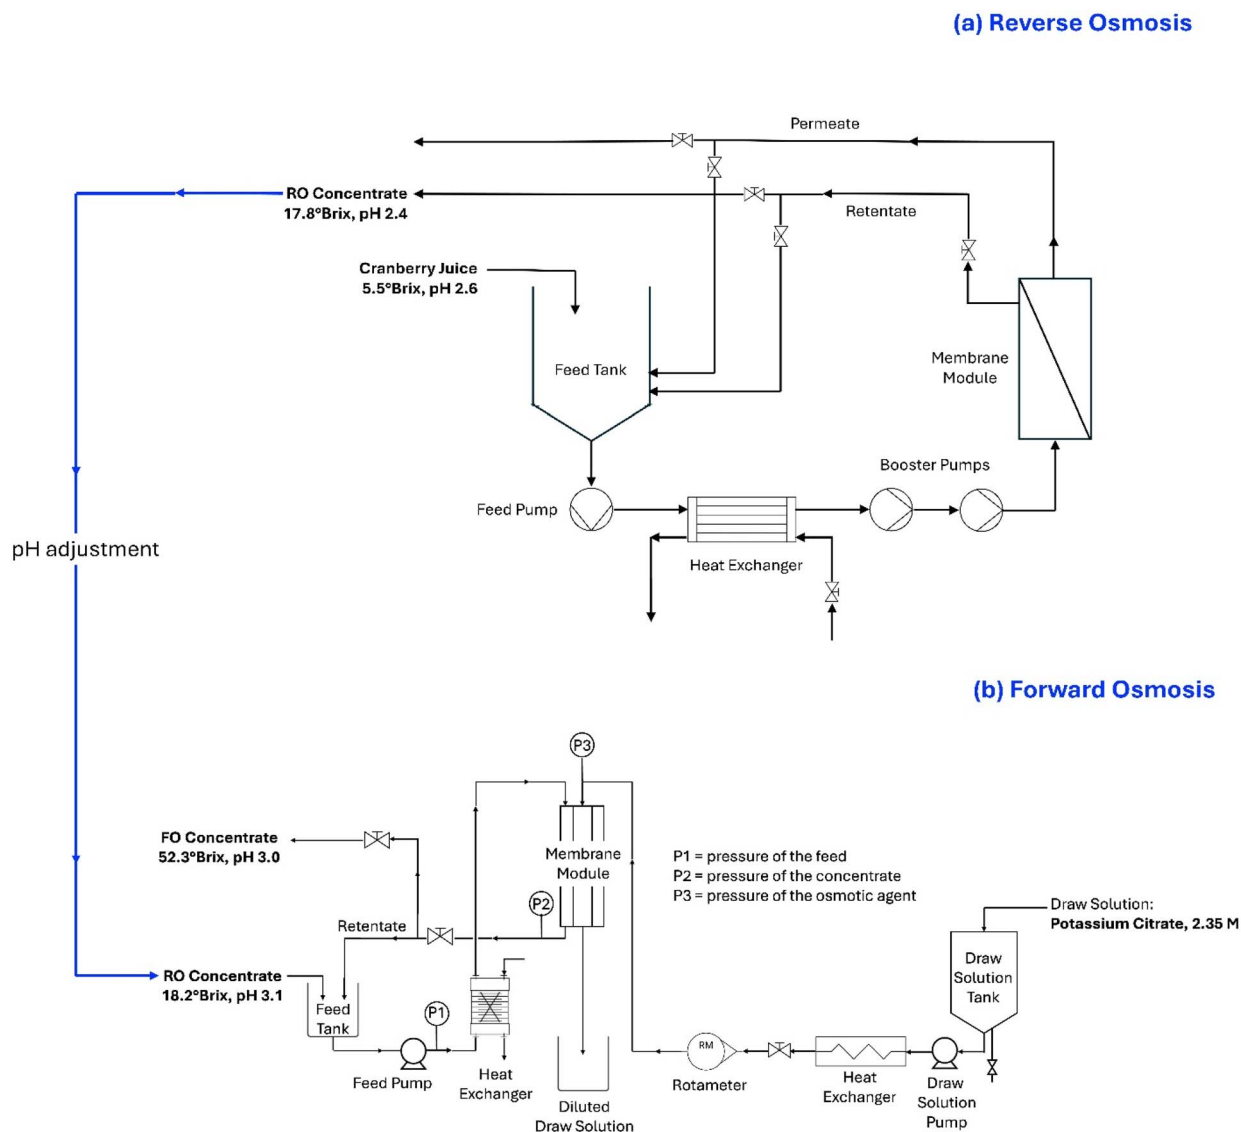 (a) Reverse Osmosis
Permeate
RO Concentrate
17.8°Brix, pH 2.4
Retentate
Cranberry Juice
5.5°Brix, pH 2.6
Feed Tank
Membrane
Module
Booster Pumps
Feed Pump
Heat Exchanger
pH adjustment
(b) Forward Osmosis
P3
FO Concentrate
52.3°Brix, pH 3.0
Membrane
Module
P1 = pressure of the feed
P2 = pressure of the concentrate
P3 = pressure of the osmotic agent
P2
Retentate
Draw Solution:
Potassium Citrate, 2.35 M
RO Concentrate
18.2°Brix, pH 3.1
Draw
Solution
Tank
Feed
Tank
P1
RM
Feed Pump
Heat
Exchanger
Diluted
Draw Solution
Rotameter
Heat
Exchanger
Draw
Solution
Pump